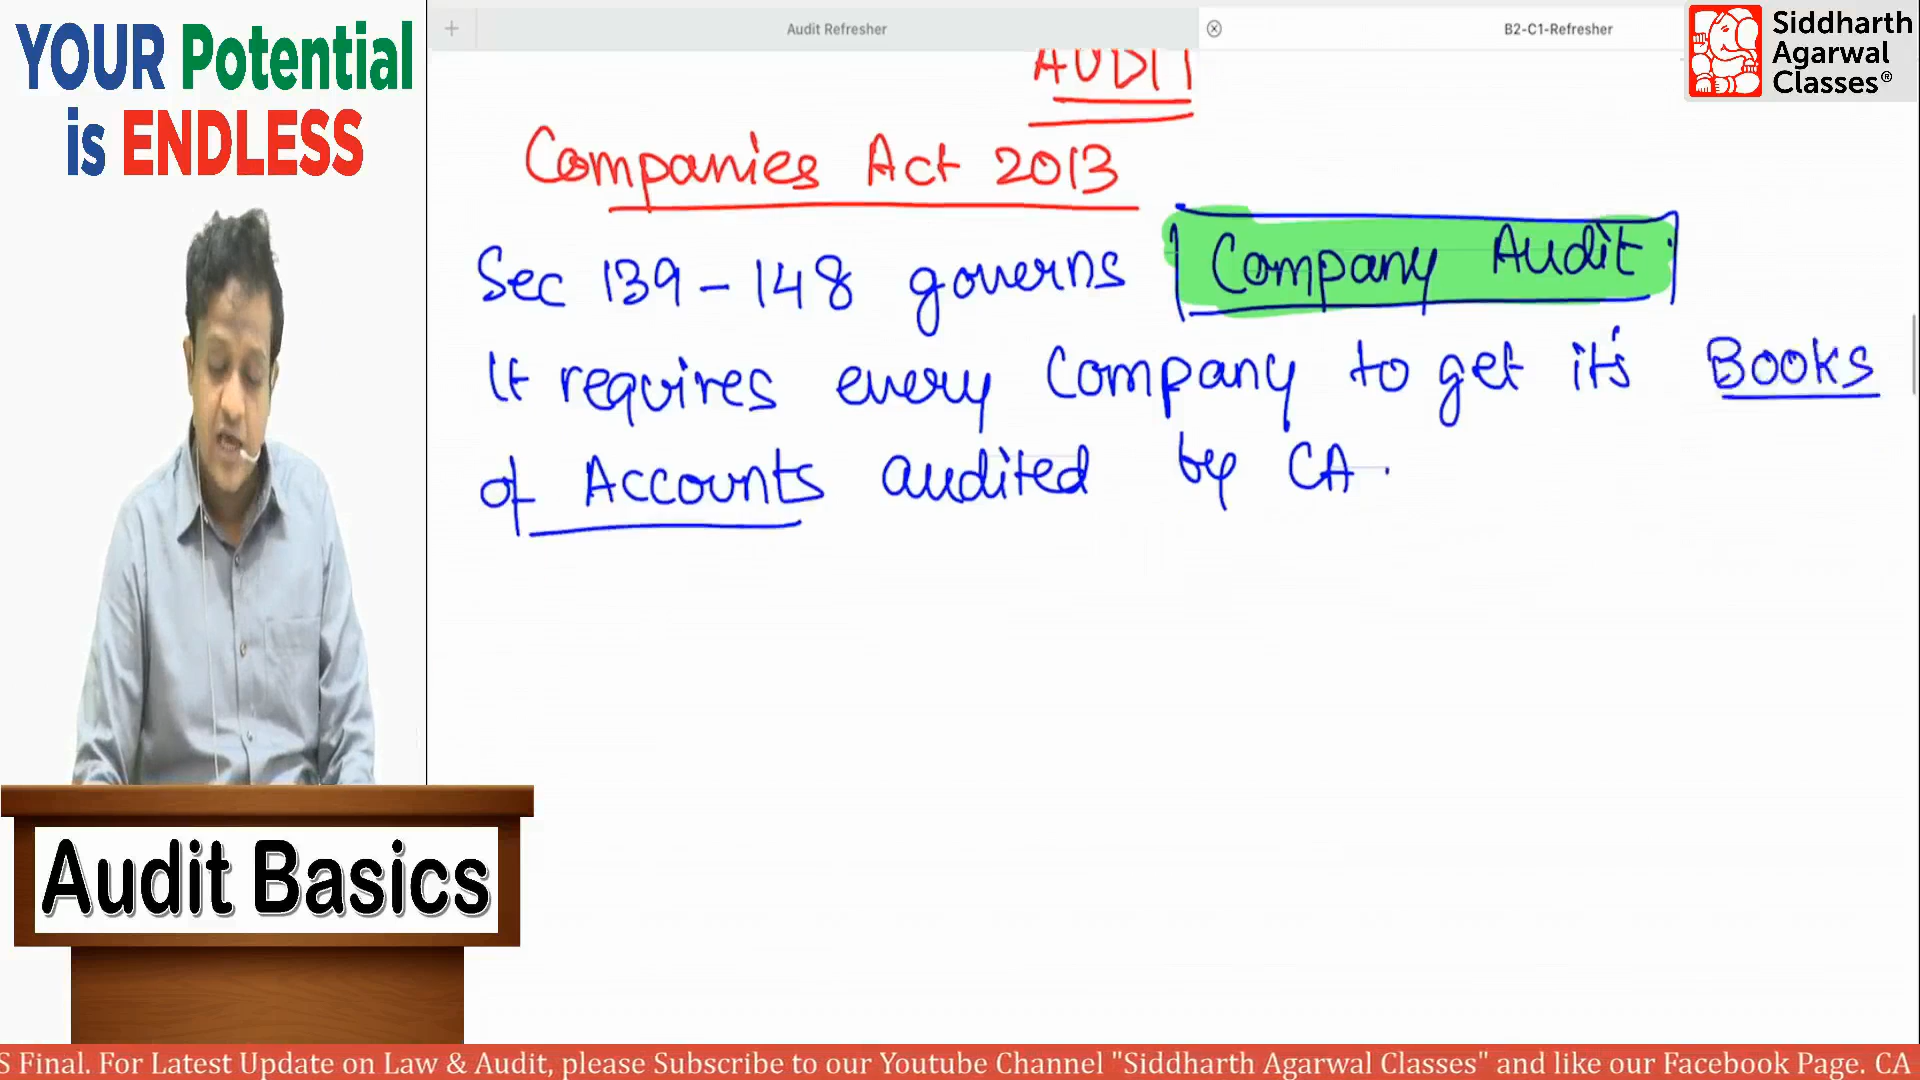 YOUR Potential
is ENDLESS
Audit Refresher
B2-C1-Refresher
Siddharth
Agarwal
Classes®
AUDIT
Companies Act 2013
Sec 139-148 governs Company Audit
It requires every Company to get it's Books
of Accounts audited by CA.
Audit Basics
S Final. For Latest Update on Law & Audit, please Subscribe to our Youtube Channel "Siddharth Agarwal Classes" and like our Facebook Page. CA